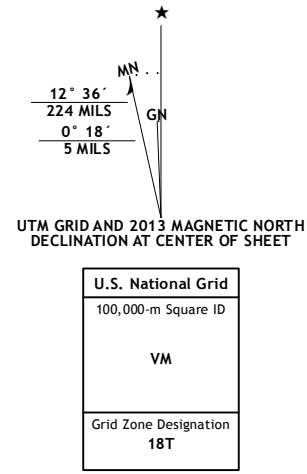 ★
MN
12° 36´
224 MILS
GN
0° 18´
5 MILS
UTM GRID AND 2013 MAGNETIC NORTH
DECLINATION AT CENTER OF SHEET
U.S. National Grid
100,000-m Square ID
VM
Grid Zone Designation
18T